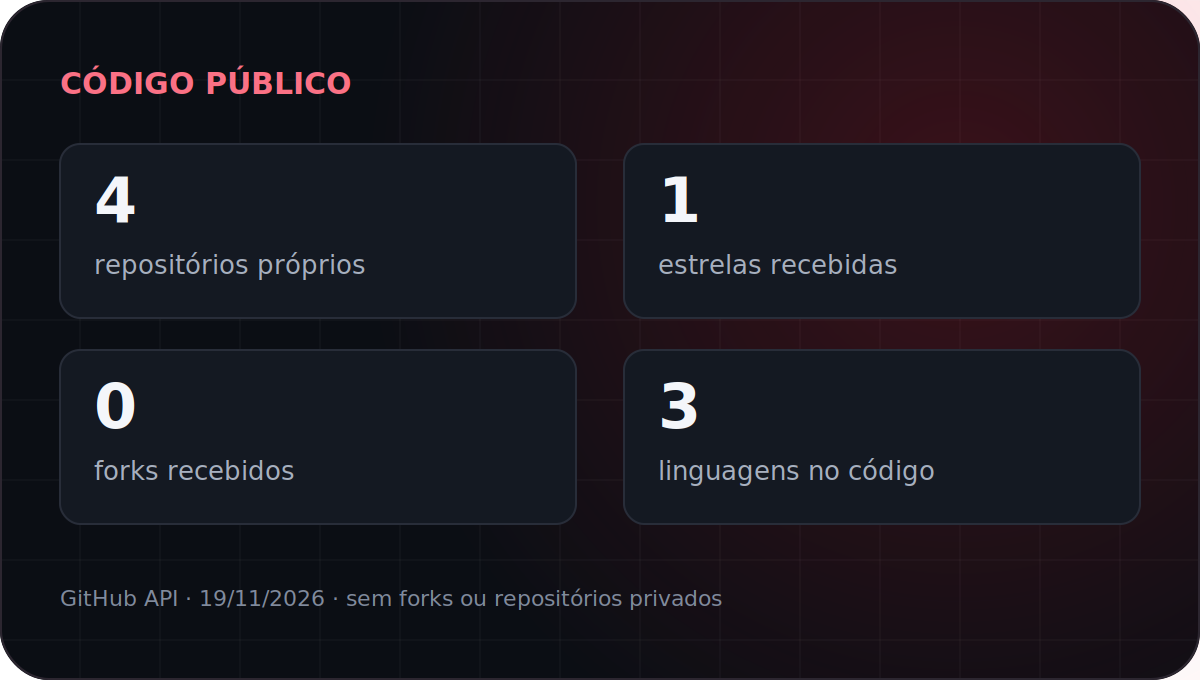 CÓDIGO PÚBLICO
4
repositórios próprios
1
estrelas recebidas
0
forks recebidos
3
linguagens no código
GitHub API · 19/11/2026 · sem forks ou repositórios privados